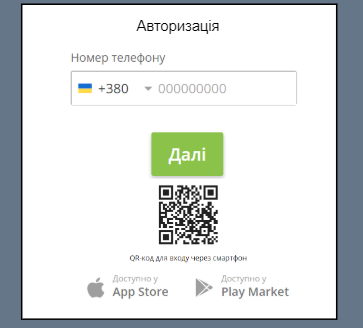 Авторизація
Номер телефону
+380 000000000
Далі
QR-код для входу через смартфон
Доступно у
App Store
Доступно у
Play Market